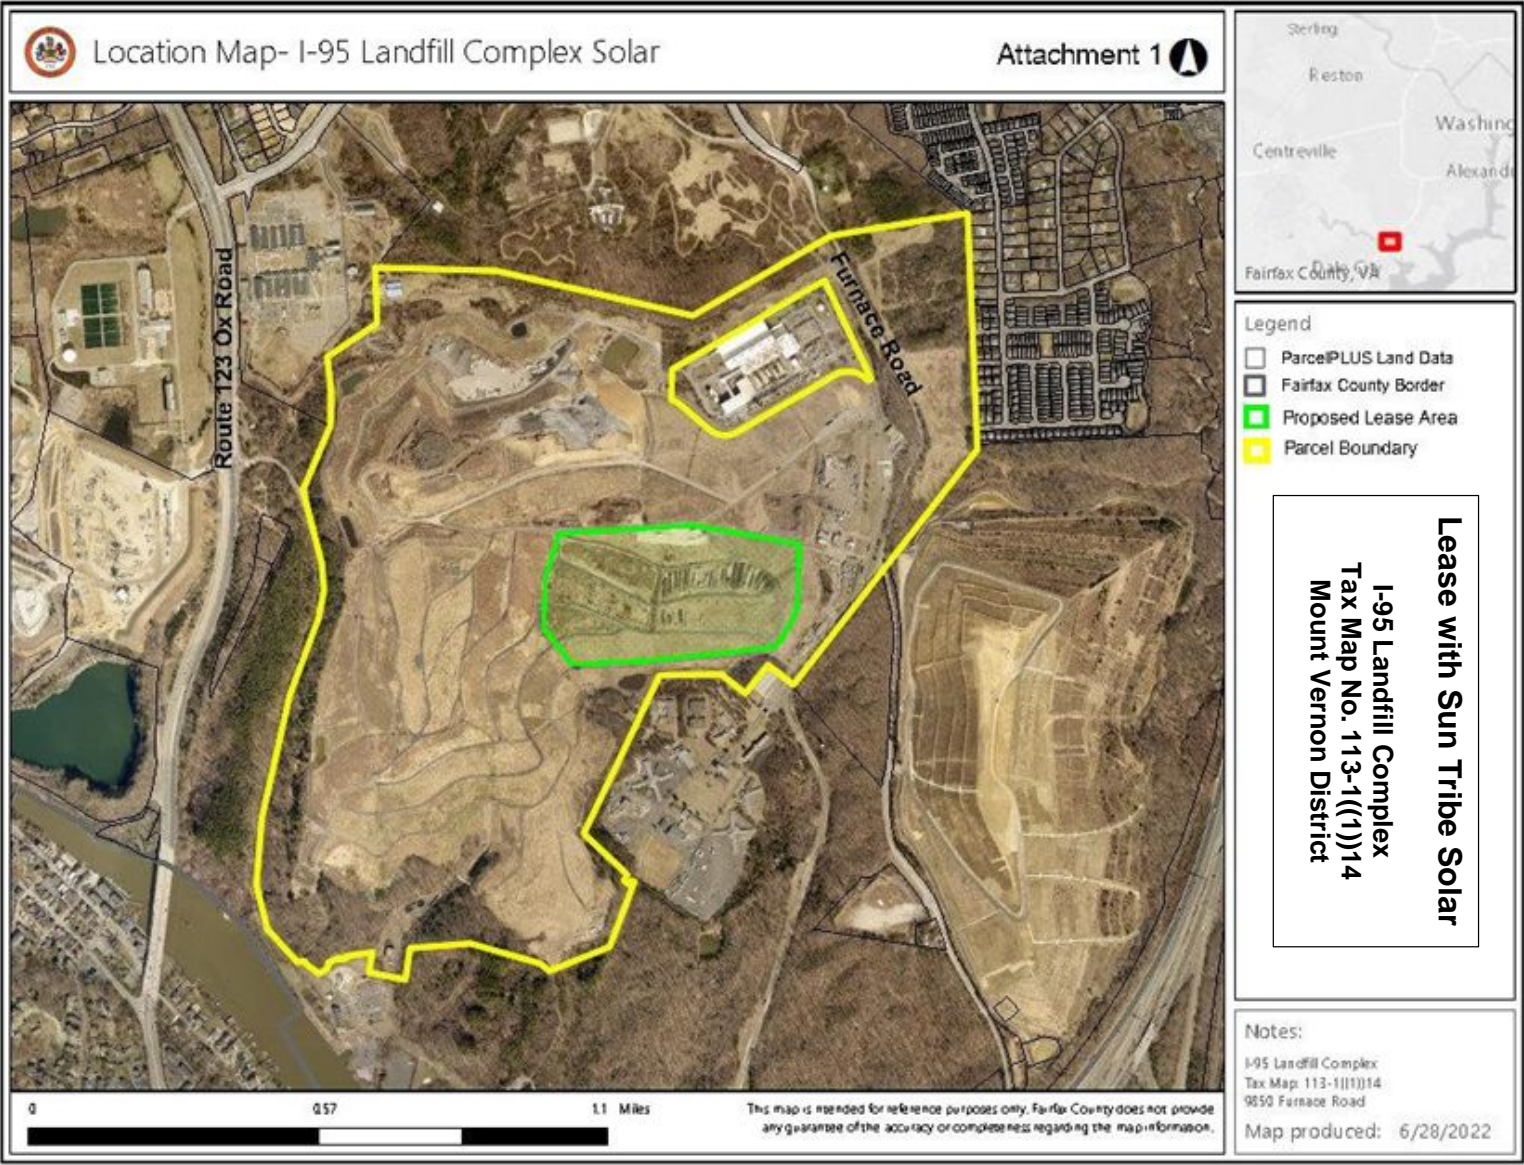 Location Map- I-95 Landfill Complex Solar
Attachment 1
Route 123 Ox Road
Furnace Road
Sterling
Reston
Washing
Centreville
Alexand
Dale City
Fairfax County, VA
Legend
ParcelPLUS Land Data
Fairfax County Border
Proposed Lease Area
Parcel Boundary
Lease with Sun Tribe Solar
I-95 Landfill Complex
Tax Map No. 113-1((1))14
Mount Vernon District
Notes:
I-95 Landfill Complex
Tax Map: 113-1((1))14
9850 Furnace Road
Map produced: 6/28/2022
0 0.57 1.1 Miles
This map is intended for reference purposes only. Fairfax County does not provide
any guarantee of the accuracy or completeness regarding the map information.